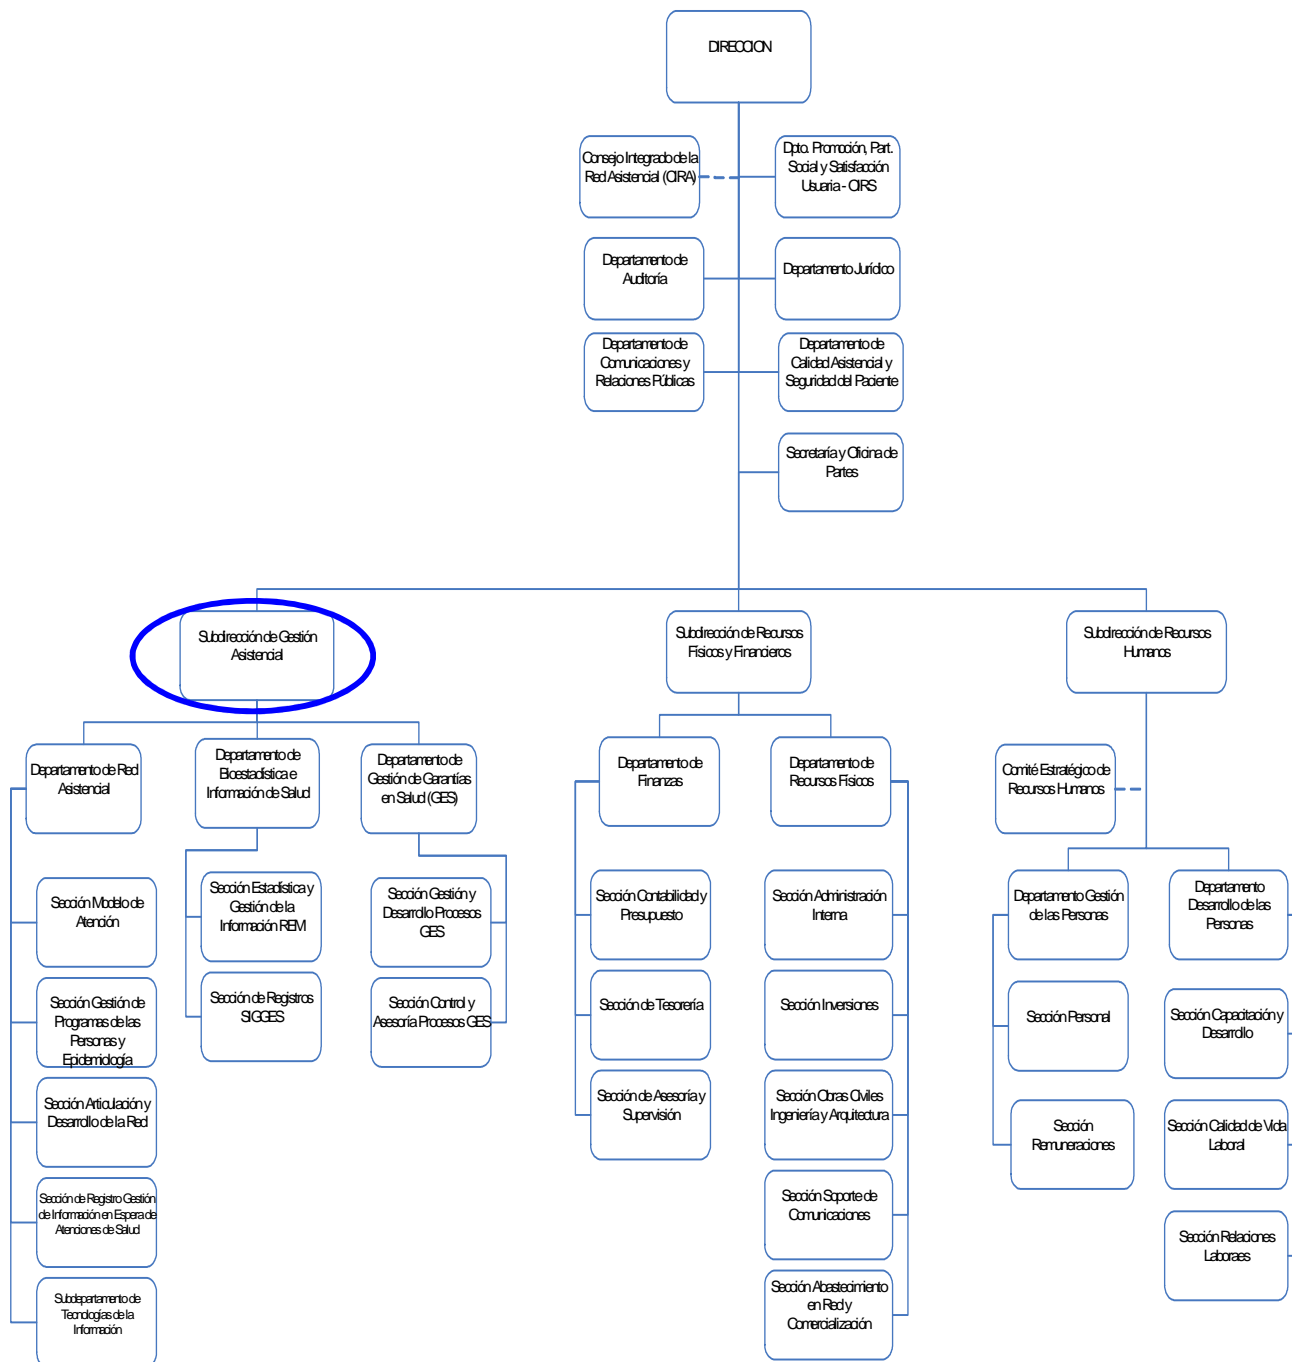 DIRECCION
Consejo Integrado de la
Red Asistencial (CIRA)
Dpto. Promoción, Part.
Social y Satisfacción
Usuaria - OIRS
Departamento de
Auditoría
Departamento Jurídico
Departamento de
Comunicaciones y
Relaciones Públicas
Departamento de
Calidad Asistencial y
Seguridad del Paciente
Secretaría y Oficina de
Partes
Subdirección de Gestión
Asistencial
Subdirección de Recursos
Físicos y Financieros
Subdirección de Recursos
Humanos
Departamento de Red
Asistencial
Departamento de
Bioestadística e
Información de Salud
Departamento de
Gestión de Garantías
en Salud (GES)
Departamento de
Finanzas
Departamento de
Recursos Físicos
Comité Estratégico de
Recursos Humanos
Sección Modelo de
Atención
Sección Estadística y
Gestión de la
Información REM
Sección Gestión y
Desarrollo Procesos
GES
Sección Contabilidad y
Presupuesto
Sección Administración
Interna
Departamento Gestión
de las Personas
Departamento
Desarrollo de las
Personas
Sección Gestión de
Programas de las
Personas y
Epidemiología
Sección de Registros
SIGGES
Sección Control y
Asesoría Procesos GES
Sección de Tesorería
Sección Inversiones
Sección Personal
Sección Capacitación y
Desarrollo
Sección Articulación y
Desarrollo de la Red
Sección de Asesoría y
Supervisión
Sección Obras Civiles
Ingeniería y Arquitectura
Sección
Remuneraciones
Sección Calidad de Vida
Laboral
Sección de Registro Gestión
de Información en Espera de
Atenciones de Salud
Sección Soporte de
Comunicaciones
Sección Relaciones
Laboraes
Subdepartamento de
Tecnologías de la
Información
Sección Abastecimiento
en Red y
Comercialización